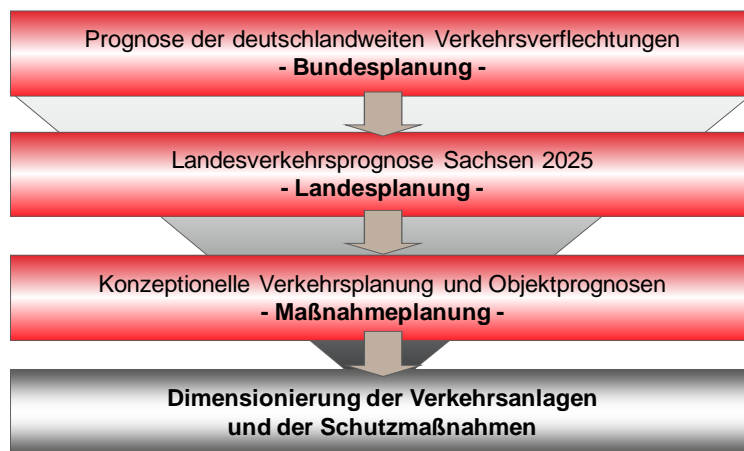 Prognose der deutschlandweiten Verkehrsverflechtungen
- Bundesplanung -
Landesverkehrsprognose Sachsen 2025
- Landesplanung -
Konzeptionelle Verkehrsplanung und Objektprognosen
- Maßnahmeplanung -
Dimensionierung der Verkehrsanlagen
und der Schutzmaßnahmen